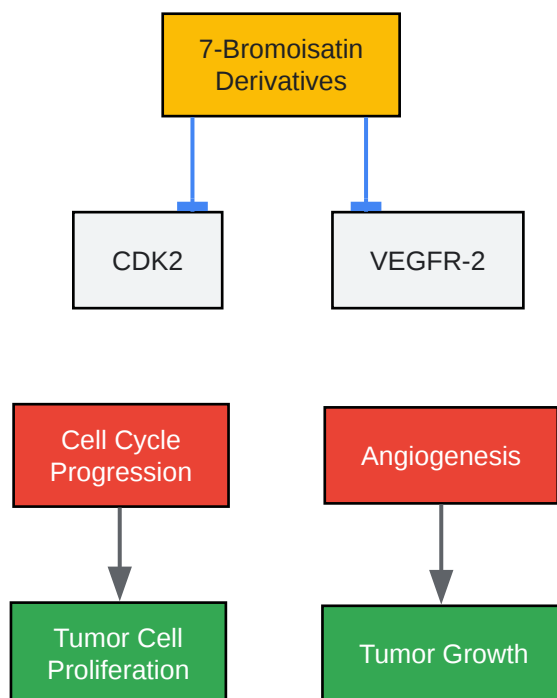 7-Bromoisatin
Derivatives
CDK2
VEGFR-2
Cell Cycle
Progression
Angiogenesis
Tumor Cell
Proliferation
Tumor Growth